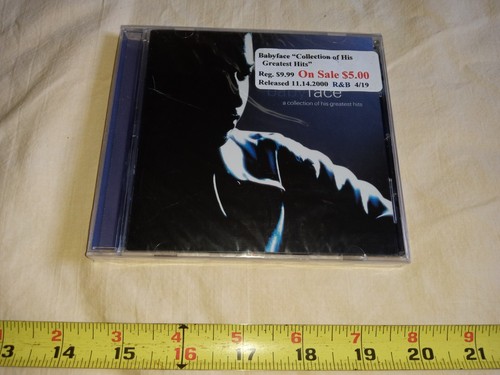 Babyface "Collection of His
Greatest Hits"
Reg. $9.99 On Sale $5.00
Released 11.14.2000 R&B 4/19
face
a collection of his greatest hits
1 2 3 4 5 6 7 8 9
3 14 15 16 17 18 19 20 21